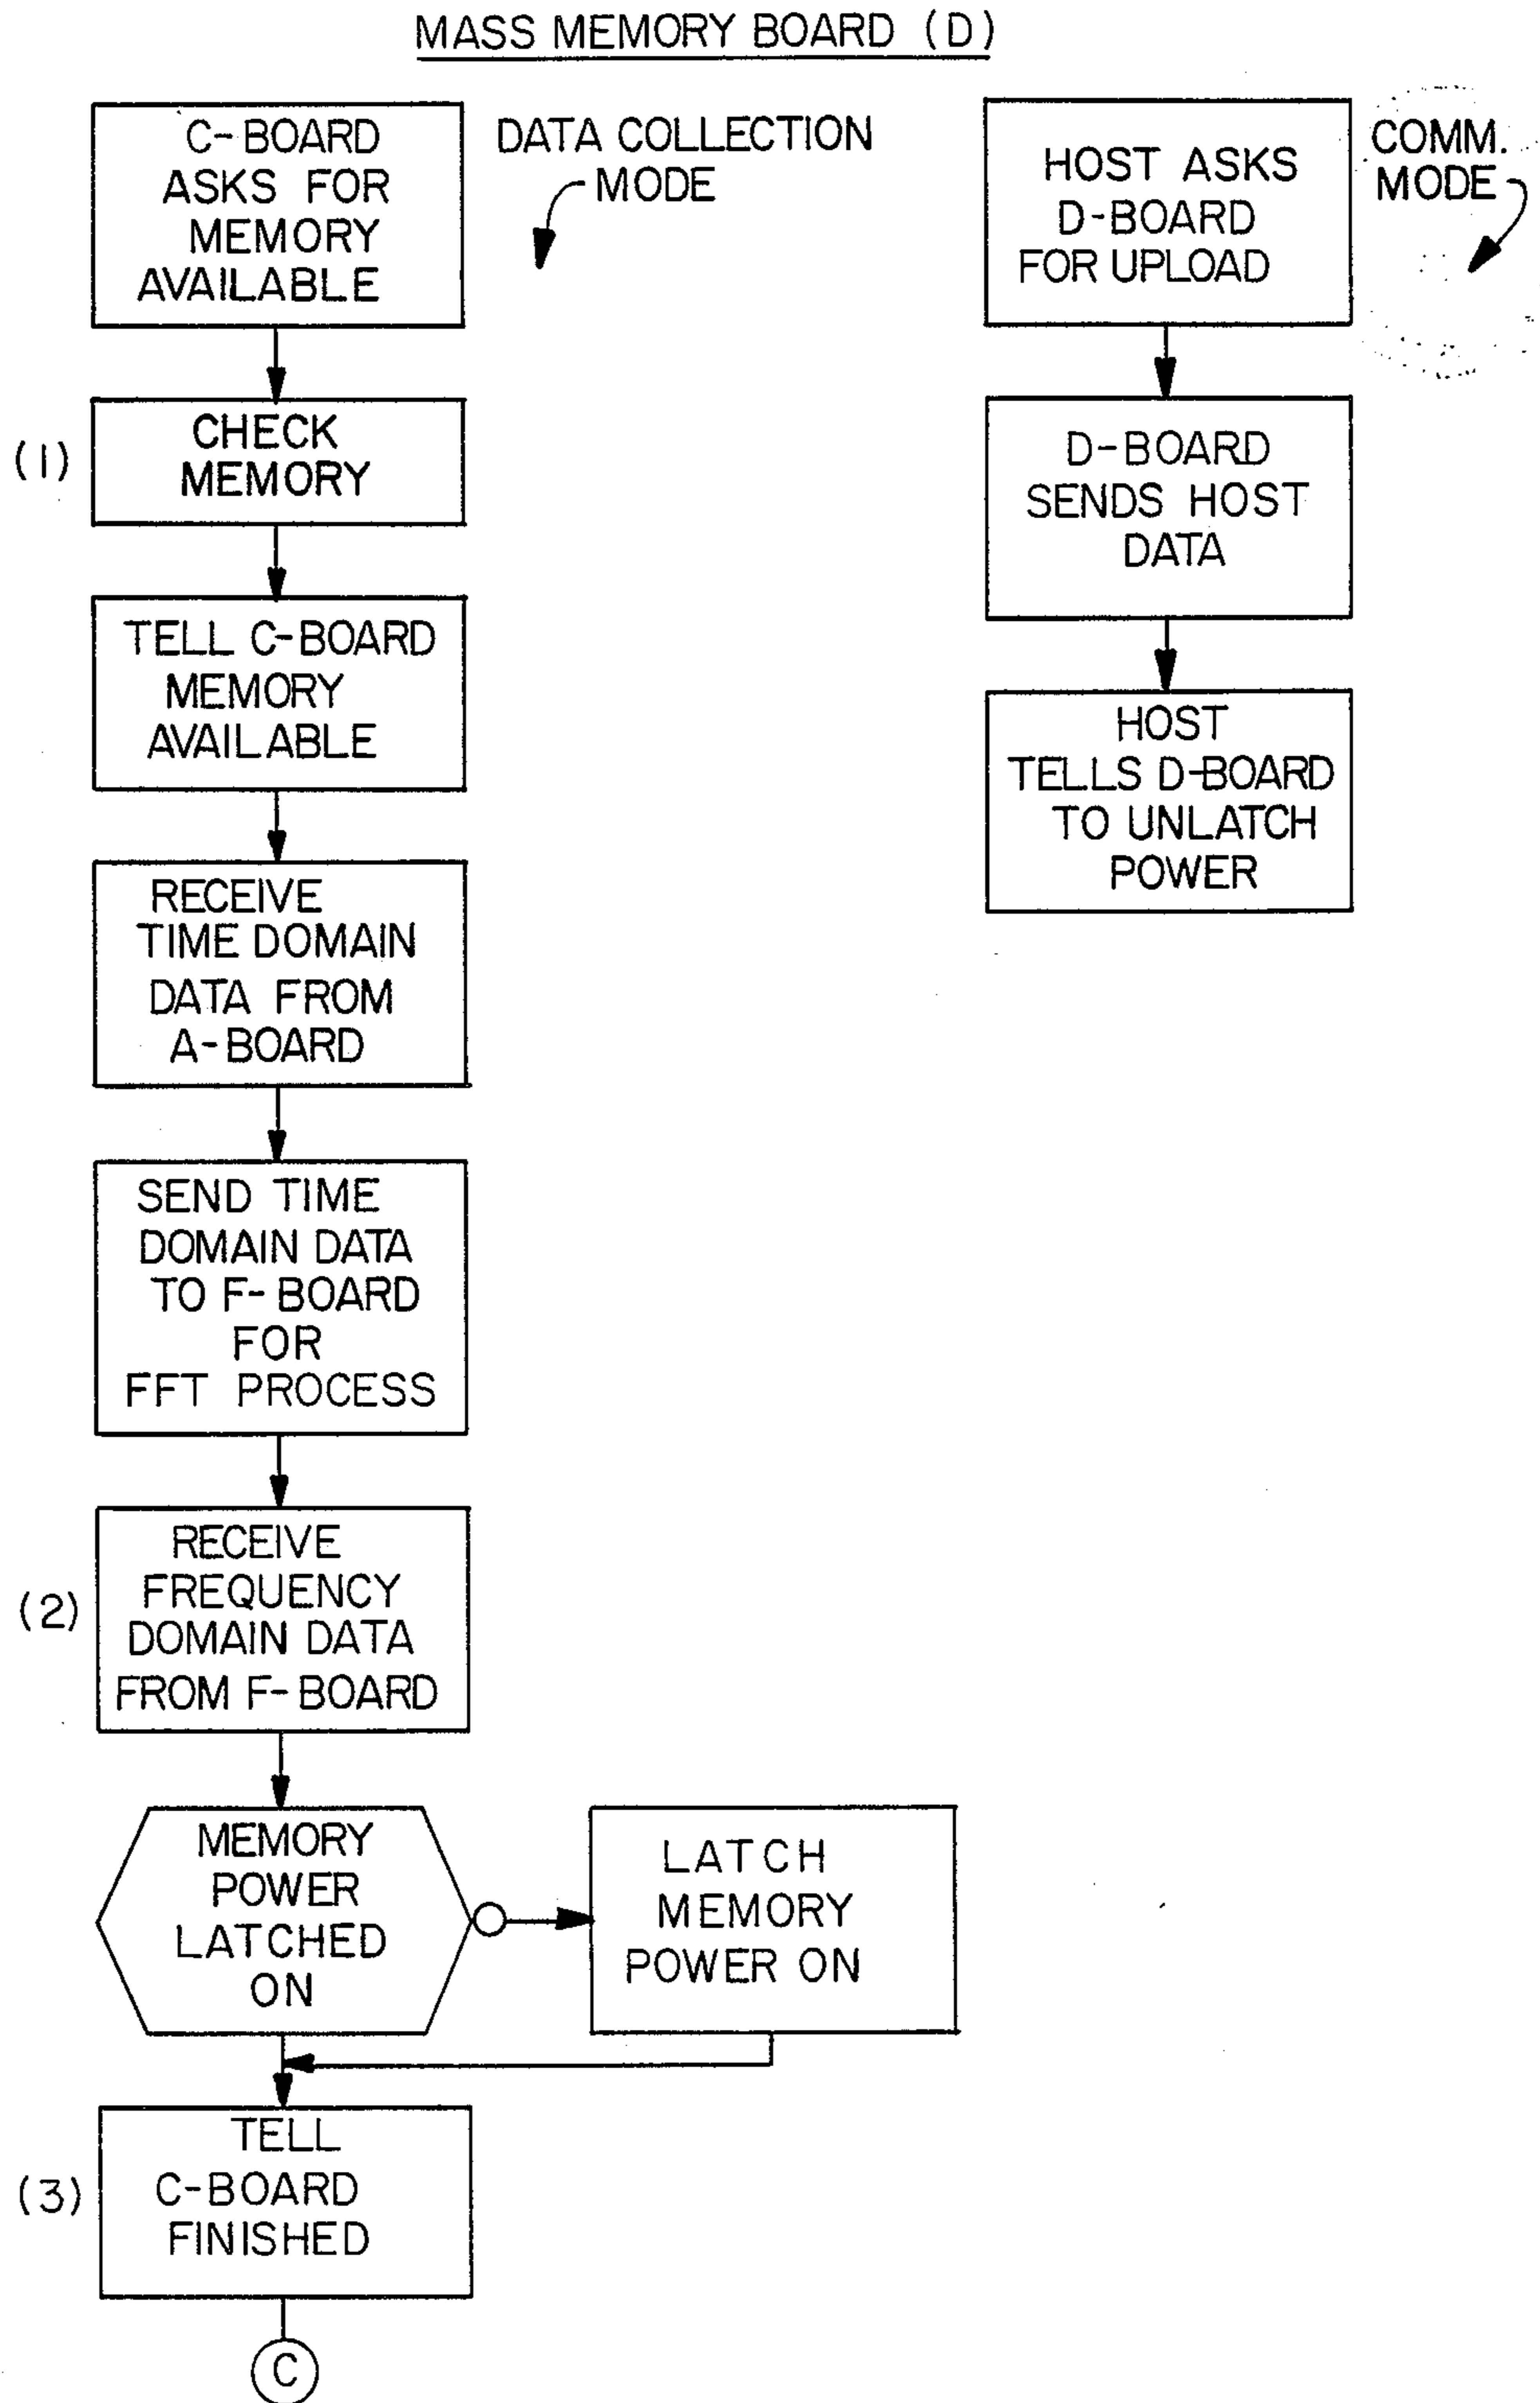 MASS MEMORY BOARD (D)
C-BOARD
ASKS FOR
MEMORY
AVAILABLE
DATA COLLECTION
MODE
(1)
CHECK
MEMORY
TELL C-BOARD
MEMORY
AVAILABLE
RECEIVE
TIME DOMAIN
DATA FROM
A-BOARD
SEND TIME
DOMAIN DATA
TO F-BOARD
FOR
FFT PROCESS
(2)
RECEIVE
FREQUENCY
DOMAIN DATA
FROM F-BOARD
MEMORY
POWER
LATCHED
ON
LATCH
MEMORY
POWER ON
(3)
TELL
C-BOARD
FINISHED
C
HOST ASKS
D-BOARD
FOR UPLOAD
COMM.
MODE
D-BOARD
SENDS HOST
DATA
HOST
TELLS D-BOARD
TO UNLATCH
POWER